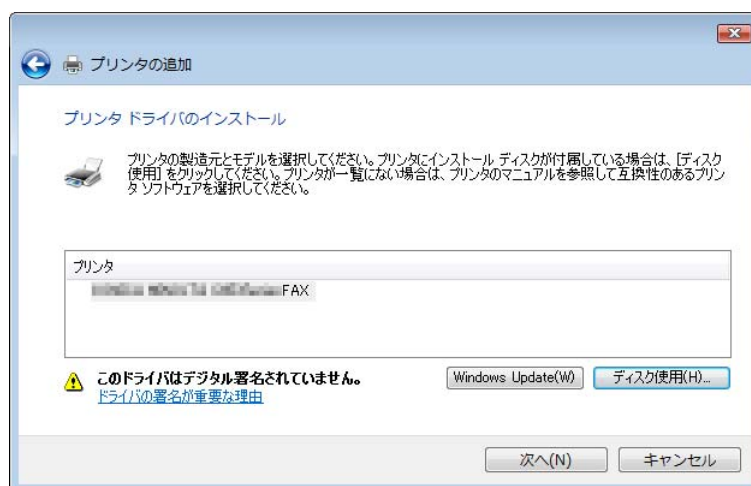 プリンタの追加
プリンタ ドライバのインストール
プリンタの製造元とモデルを選択してください。プリンタにインストール ディスクが付属している場合は、[ディスク
使用] をクリックしてください。プリンタが一覧にない場合は、プリンタのマニュアルを参照して互換性のあるプリン
タ ソフトウェアを選択してください。
プリンタ
FAX
このドライバはデジタル署名されていません。
ドライバの署名が重要な理由
Windows Update(W)
ディスク使用(H)...
次へ(N)
キャンセル